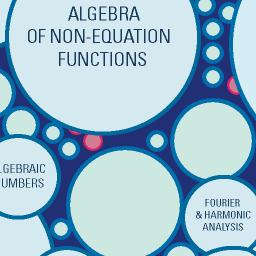 ALGEBRA
OF NON-EQUATION
FUNCTIONS
LGEBRAIC
UMBERS
FOURIER
& HARMONIC
ANALYSIS